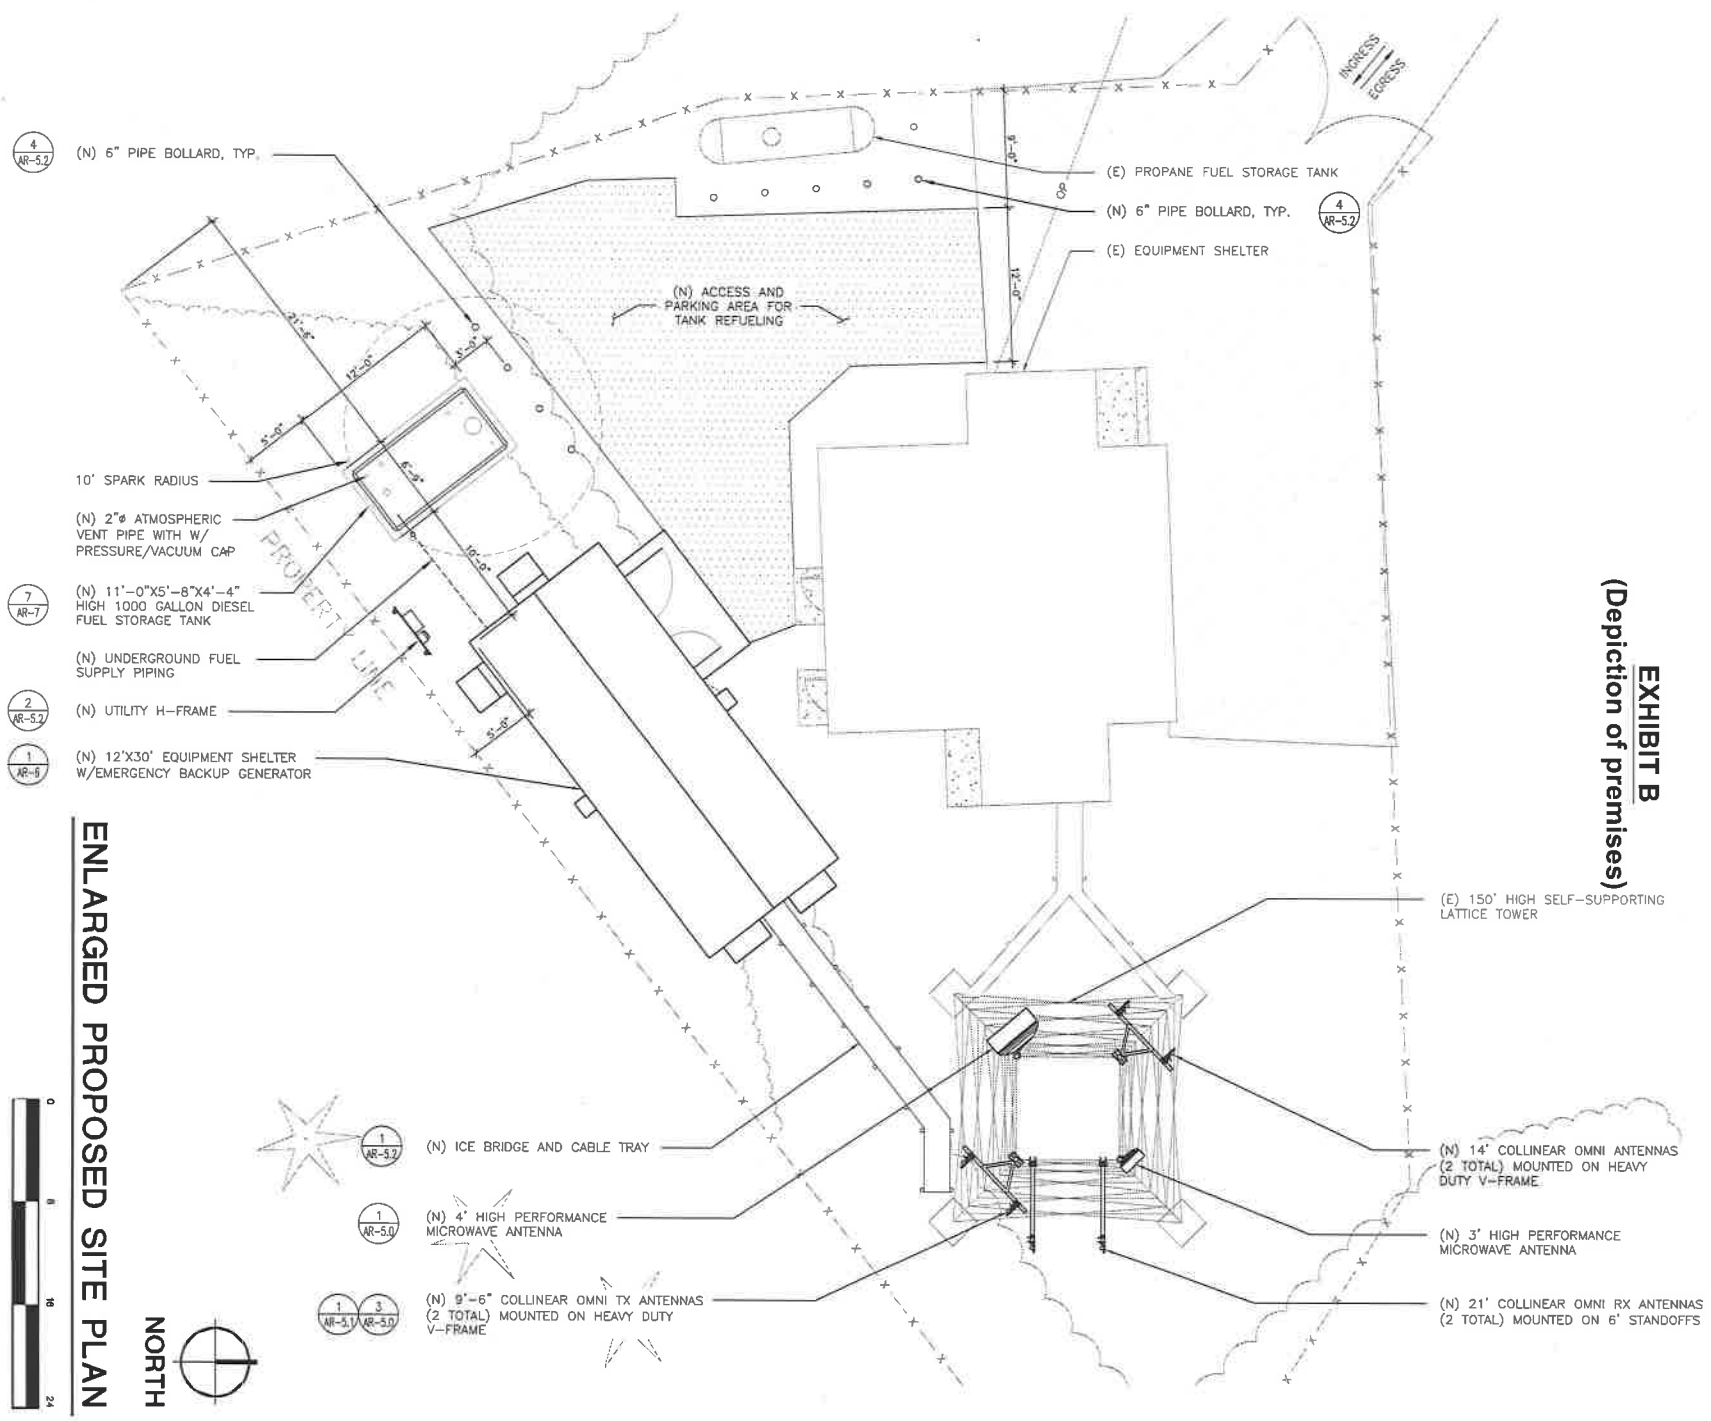 INGRESS
EGRESS
4
AR-5.2
(N) 6" PIPE BOLLARD, TYP.
(E) PROPANE FUEL STORAGE TANK
(N) 6" PIPE BOLLARD, TYP.
4
AR-5.2
(E) EQUIPMENT SHELTER
9'-0"
OP
12'-0"
(N) ACCESS AND
PARKING AREA FOR
TANK REFUELING
21'-6"
12'-0"
3'-0"
5'-0"
6'-9"
10'-0"
10' SPARK RADIUS
(N) 2"ø ATMOSPHERIC
VENT PIPE WITH W/
PRESSURE/VACUUM CAP
7
AR-7
(N) 11'-0"X5'-8"X4'-4"
HIGH 1000 GALLON DIESEL
FUEL STORAGE TANK
PROPERTY LINE
(N) UNDERGROUND FUEL
SUPPLY PIPING
2
AR-5.2
(N) UTILITY H-FRAME
5'-0"
1
AR-6
(N) 12'X30' EQUIPMENT SHELTER
W/EMERGENCY BACKUP GENERATOR
EXHIBIT B
(Depiction of premises)
(E) 150' HIGH SELF-SUPPORTING
LATTICE TOWER
1
AR-5.2
(N) ICE BRIDGE AND CABLE TRAY
1
AR-5.0
(N) 4' HIGH PERFORMANCE
MICROWAVE ANTENNA
1
AR-5.1
3
AR-5.0
(N) 9'-6" COLLINEAR OMNI TX ANTENNAS
(2 TOTAL) MOUNTED ON HEAVY DUTY
V-FRAME
(N) 14' COLLINEAR OMNI ANTENNAS
(2 TOTAL) MOUNTED ON HEAVY
DUTY V-FRAME
(N) 3' HIGH PERFORMANCE
MICROWAVE ANTENNA
(N) 21' COLLINEAR OMNI RX ANTENNAS
(2 TOTAL) MOUNTED ON 6' STANDOFFS
ENLARGED PROPOSED SITE PLAN
0
8
16
24
NORTH